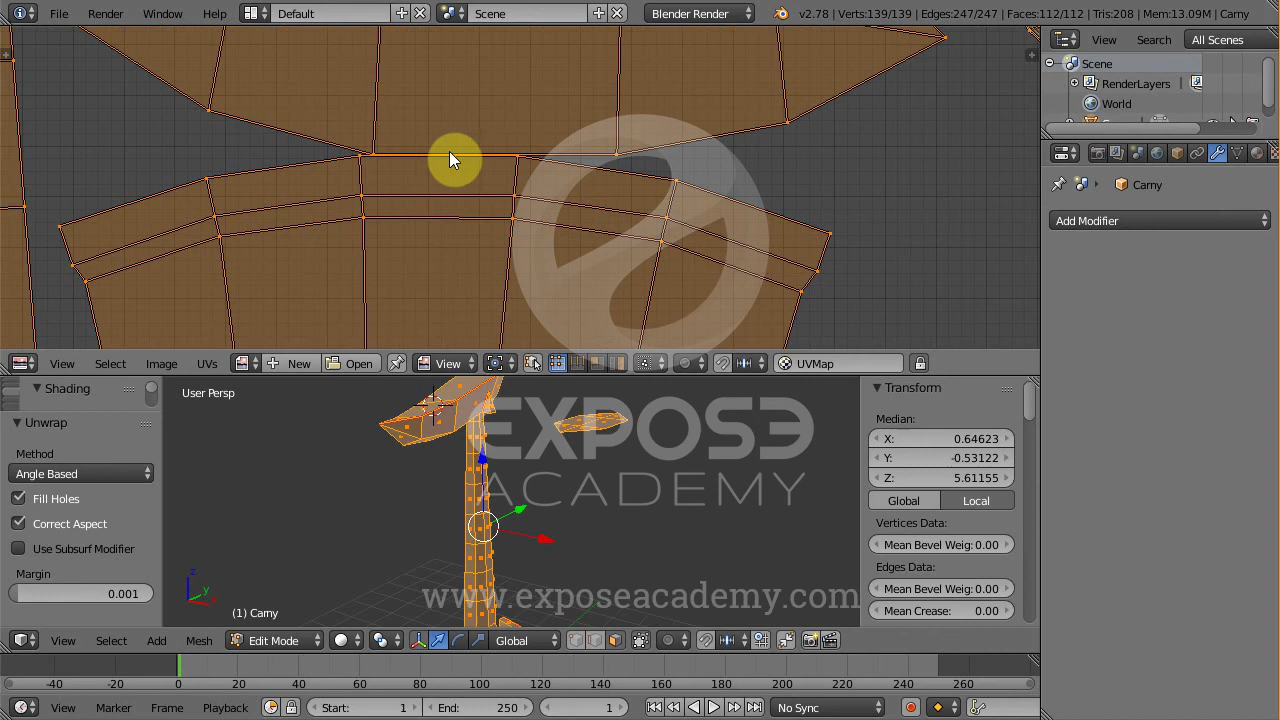 File Render Window Help Default Scene Blender Render v2.78 | Verts:139/139 | Edges:247/247 | Faces:112/112 | Tris:208 | Mem:13.09M | Carny
View Search All Scenes
Scene
RenderLayers
World
Carny
Add Modifier
View Select Image UVs New Open View UVMap
Shading
Unwrap
Method
Angle Based
Fill Holes
Correct Aspect
Use Subsurf Modifier
Margin
0.001
User Persp
EXPOSE
ACADEMY
www.exposeacademy.com
(1) Carny
Transform
Median:
X: 0.64623
Y: -0.53122
Z: 5.61155
Global Local
Vertices Data:
Mean Bevel Weig: 0.00
Edges Data:
Mean Bevel Weig: 0.00
Mean Crease: 0.00
View Select Add Mesh Edit Mode Global
-40 -20 0 20 40 60 80 100 120 140 160 180 200 220 240 260
View Marker Frame Playback Start: 1 End: 250 1 No Sync